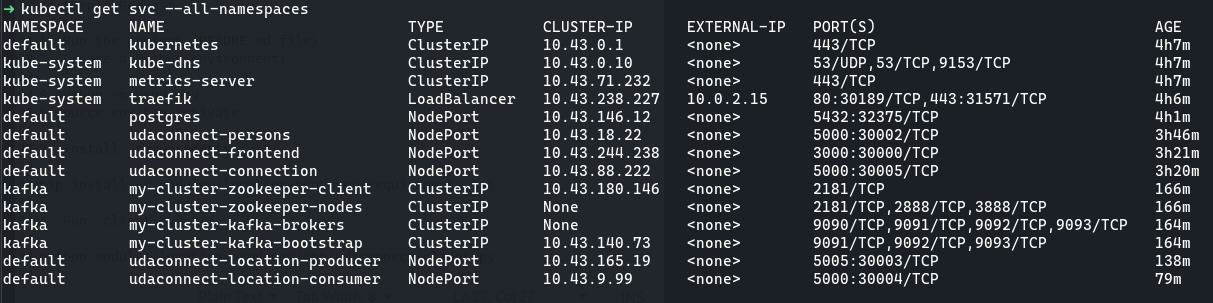 → kubectl get svc --all-namespaces
NAMESPACE NAME TYPE CLUSTER-IP EXTERNAL-IP PORT(S) AGE
default kubernetes ClusterIP 10.43.0.1 <none> 443/TCP 4h7m
kube-system kube-dns ClusterIP 10.43.0.10 <none> 53/UDP,53/TCP,9153/TCP 4h7m
kube-system metrics-server ClusterIP 10.43.71.232 <none> 443/TCP 4h7m
kube-system traefik LoadBalancer 10.43.238.227 10.0.2.15 80:30189/TCP,443:31571/TCP 4h6m
default postgres NodePort 10.43.146.12 <none> 5432:32375/TCP 4h1m
default udaconnect-persons NodePort 10.43.18.22 <none> 5000:30002/TCP 3h46m
default udaconnect-frontend NodePort 10.43.244.238 <none> 3000:30000/TCP 3h21m
default udaconnect-connection NodePort 10.43.88.222 <none> 5000:30005/TCP 3h20m
kafka my-cluster-zookeeper-client ClusterIP 10.43.180.146 <none> 2181/TCP 166m
kafka my-cluster-zookeeper-nodes ClusterIP None <none> 2181/TCP,2888/TCP,3888/TCP 166m
kafka my-cluster-kafka-brokers ClusterIP None <none> 9090/TCP,9091/TCP,9092/TCP,9093/TCP 164m
kafka my-cluster-kafka-bootstrap ClusterIP 10.43.140.73 <none> 9091/TCP,9092/TCP,9093/TCP 164m
default udaconnect-location-producer NodePort 10.43.165.19 <none> 5005:30003/TCP 138m
default udaconnect-location-consumer NodePort 10.43.9.99 <none> 5000:30004/TCP 79m